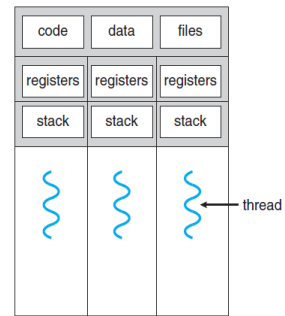 code data files
registers registers registers
stack stack stack
thread